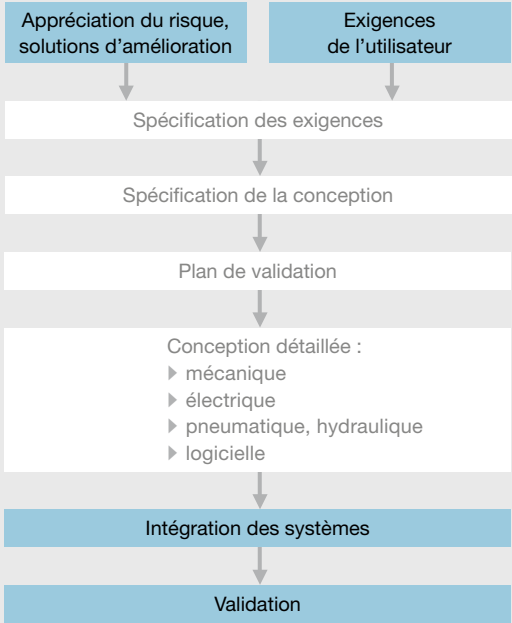 Appréciation du risque,
solutions d'amélioration
Exigences
de l'utilisateur
Spécification des exigences
Spécification de la conception
Plan de validation
Conception détaillée :
mécanique
électrique
pneumatique, hydraulique
logicielle
Intégration des systèmes
Validation